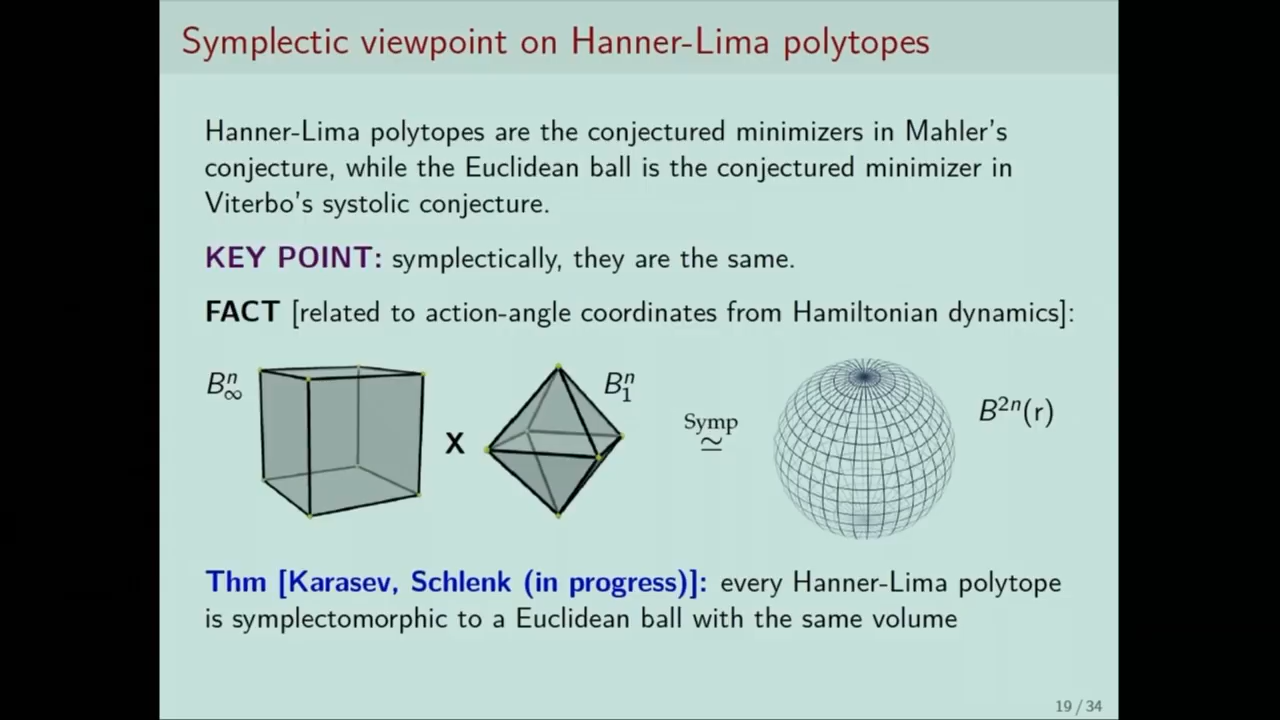 Symplectic viewpoint on Hanner-Lima polytopes
Hanner-Lima polytopes are the conjectured minimizers in Mahler's
conjecture, while the Euclidean ball is the conjectured minimizer in
Viterbo's systolic conjecture.
KEY POINT: symplectically, they are the same.
FACT [related to action-angle coordinates from Hamiltonian dynamics]:
B^n_∞ x B^n_1 Symp ≃ B^{2n}(r)
Thm [Karasev, Schlenk (in progress)]: every Hanner-Lima polytope
is symplectomorphic to a Euclidean ball with the same volume
19 / 34